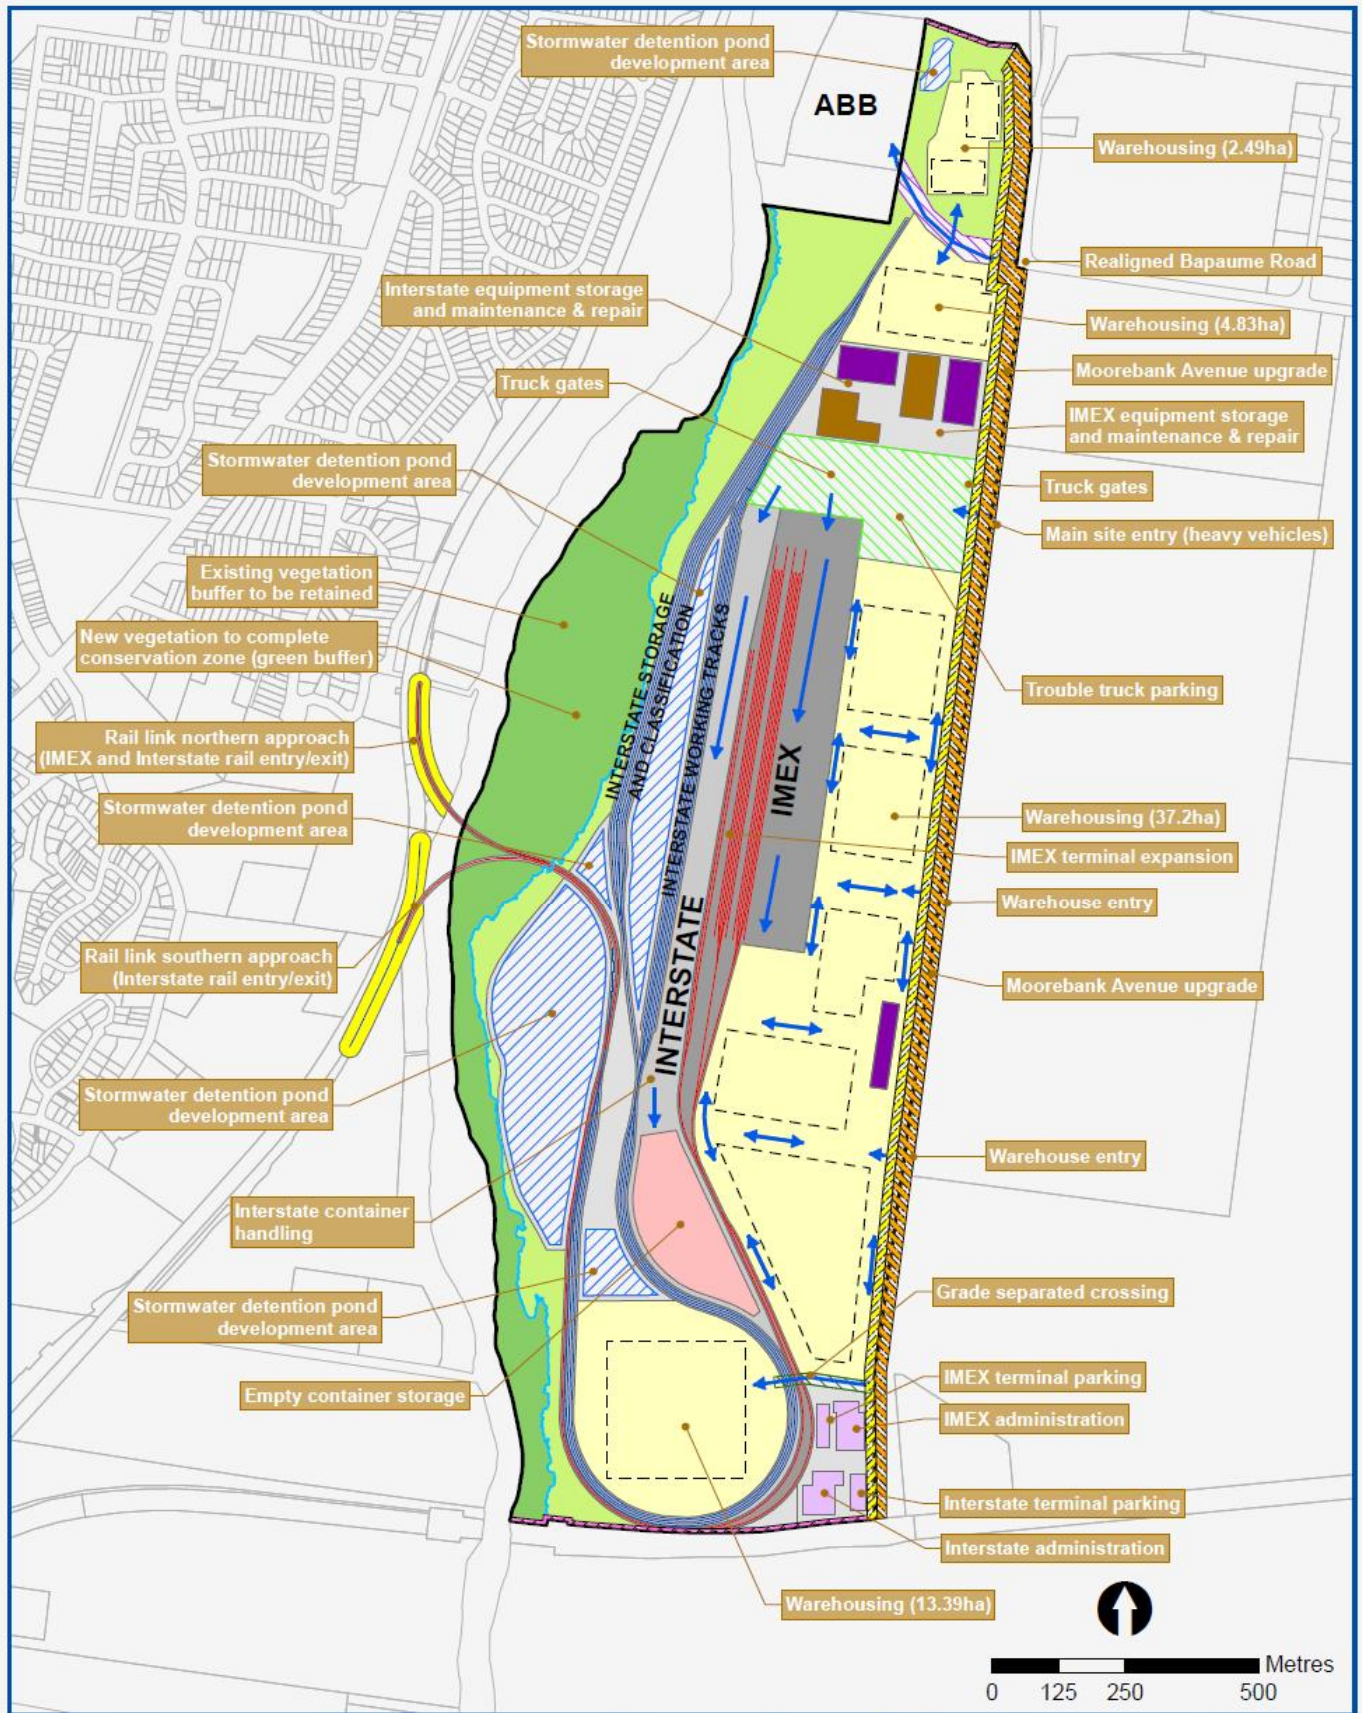 Stormwater detention pond
development area
ABB
Warehousing (2.49ha)
Realigned Bapaume Road
Interstate equipment storage
and maintenance & repair
Warehousing (4.83ha)
Moorebank Avenue upgrade
Truck gates
IMEX equipment storage
and maintenance & repair
Stormwater detention pond
development area
Truck gates
Main site entry (heavy vehicles)
Existing vegetation
buffer to be retained
New vegetation to complete
conservation zone (green buffer)
INTERSTATE STORAGE
AND CLASSIFICATION
INTERSTATE WORKING TRACKS
IMEX
Trouble truck parking
Rail link northern approach
(IMEX and Interstate rail entry/exit)
Stormwater detention pond
development area
Warehousing (37.2ha)
IMEX terminal expansion
Warehouse entry
INTERSTATE
Rail link southern approach
(Interstate rail entry/exit)
Moorebank Avenue upgrade
Stormwater detention pond
development area
Warehouse entry
Interstate container
handling
Grade separated crossing
Stormwater detention pond
development area
IMEX terminal parking
Empty container storage
IMEX administration
Interstate terminal parking
Interstate administration
Warehousing (13.39ha)
Metres
0 125 250 500